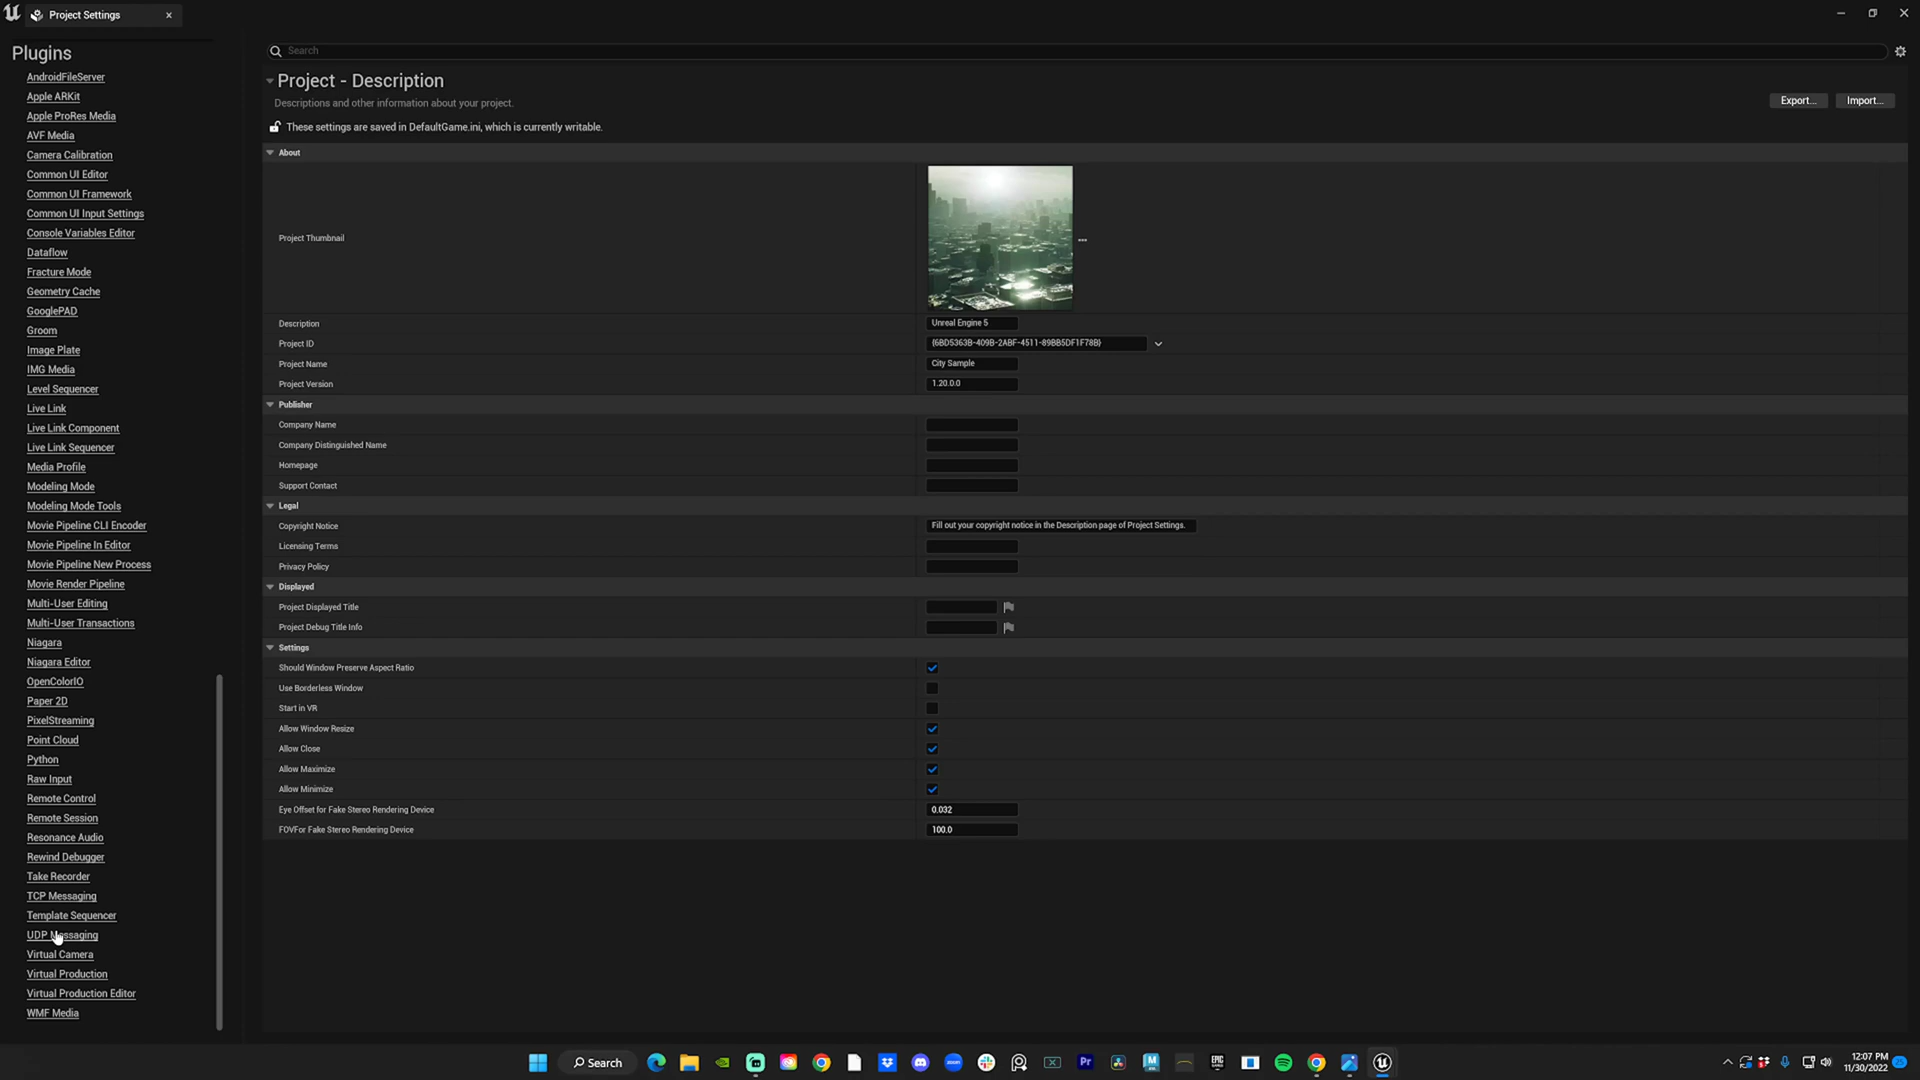 Project Settings
Plugins
AndroidFileServer
Apple ARKit
Apple ProRes Media
AVF Media
Camera Calibration
Common UI Editor
Common UI Framework
Common UI Input Settings
Console Variables Editor
Dataflow
Fracture Mode
Geometry Cache
GooglePAD
Groom
Image Plate
IMG Media
Level Sequencer
Live Link
Live Link Component
Live Link Sequencer
Media Profile
Modeling Mode
Modeling Mode Tools
Movie Pipeline CLI Encoder
Movie Pipeline In Editor
Movie Pipeline New Process
Movie Render Pipeline
Multi-User Editing
Multi-User Transactions
Niagara
Niagara Editor
OpenColorIO
Paper 2D
PixelStreaming
Point Cloud
Python
Raw Input
Remote Control
Remote Session
Resonance Audio
Rewind Debugger
Take Recorder
TCP Messaging
Template Sequencer
UDP Messaging
Virtual Camera
Virtual Production
Virtual Production Editor
WMF Media
Search
Project - Description
Descriptions and other information about your project.
Export...
Import...
These settings are saved in DefaultGame.ini, which is currently writable.
About
Project Thumbnail
Description
Unreal Engine 5
Project ID
{6BD5363B-409B-2ABF-4511-89BB5DF1F78B}
Project Name
City Sample
Project Version
1.20.0.0
Publisher
Company Name
Company Distinguished Name
Homepage
Support Contact
Legal
Copyright Notice
Fill out your copyright notice in the Description page of Project Settings.
Licensing Terms
Privacy Policy
Displayed
Project Displayed Title
Project Debug Title Info
Settings
Should Window Preserve Aspect Ratio
Use Borderless Window
Start in VR
Allow Window Resize
Allow Close
Allow Maximize
Allow Minimize
Eye Offset for Fake Stereo Rendering Device
0.032
FOVFor Fake Stereo Rendering Device
100.0
Search
Pr
12:07 PM
11/30/2022